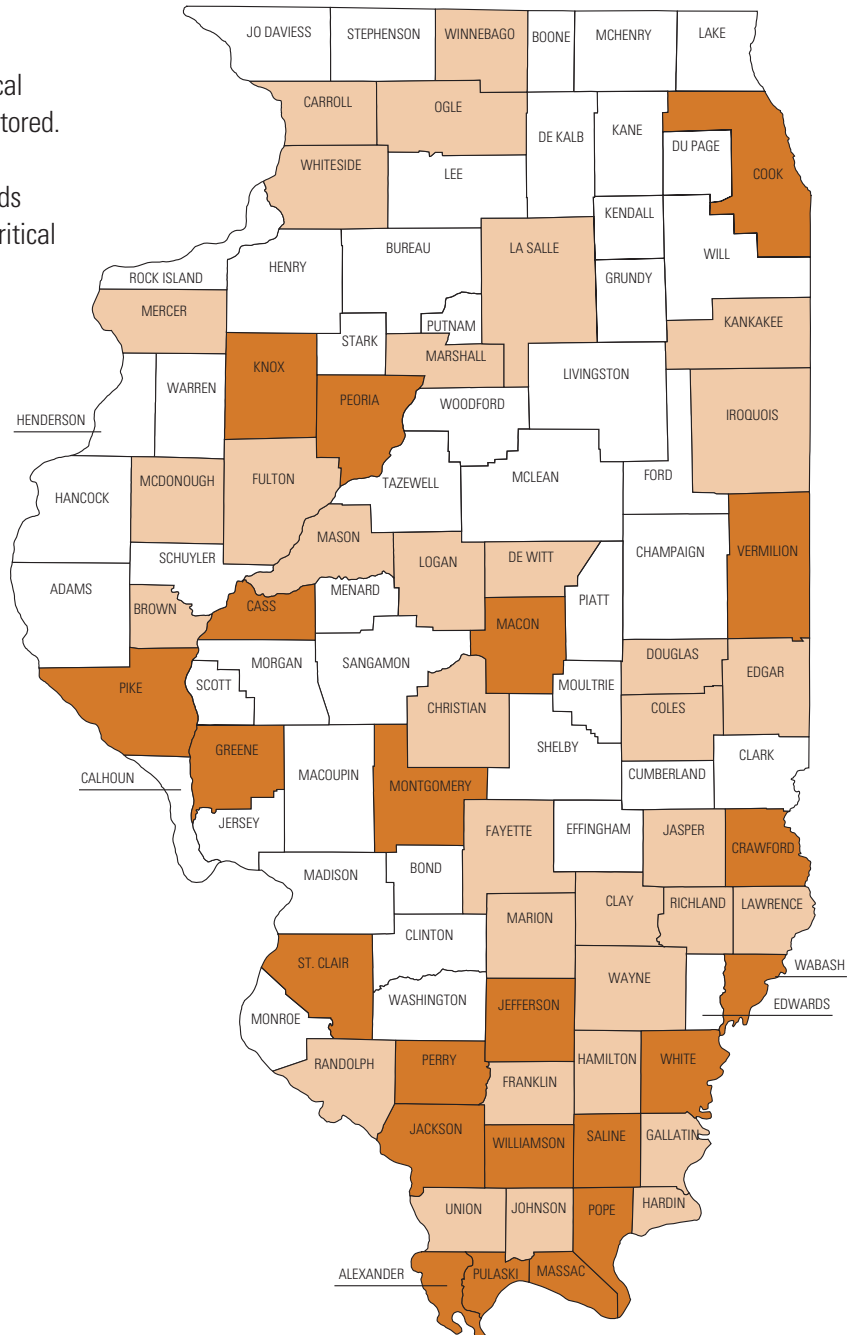 cal
tored.
ds
ritical
JO DAVIESS
STEPHENSON
WINNEBAGO
BOONE
MCHENRY
LAKE
CARROLL
OGLE
DE KALB
KANE
DU PAGE
COOK
WHITESIDE
LEE
KENDALL
LA SALLE
WILL
ROCK ISLAND
HENRY
BUREAU
GRUNDY
MERCER
PUTNAM
KANKAKEE
STARK
MARSHALL
KNOX
LIVINGSTON
WARREN
PEORIA
WOODFORD
IROQUOIS
HENDERSON
HANCOCK
MCDONOUGH
FULTON
TAZEWELL
MCLEAN
FORD
MASON
LOGAN
DE WITT
CHAMPAIGN
VERMILION
SCHUYLER
ADAMS
BROWN
CASS
MENARD
MACON
PIATT
PIKE
SCOTT
MORGAN
SANGAMON
MOULTRIE
DOUGLAS
EDGAR
CHRISTIAN
COLES
GREENE
SHELBY
CLARK
CALHOUN
MACOUPIN
MONTGOMERY
CUMBERLAND
JERSEY
FAYETTE
EFFINGHAM
JASPER
CRAWFORD
MADISON
BOND
CLAY
RICHLAND
LAWRENCE
CLINTON
MARION
ST. CLAIR
WAYNE
WABASH
WASHINGTON
JEFFERSON
EDWARDS
MONROE
RANDOLPH
PERRY
HAMILTON
WHITE
FRANKLIN
JACKSON
WILLIAMSON
SALINE
GALLATIN
UNION
JOHNSON
POPE
HARDIN
ALEXANDER
PULASKI
MASSAC